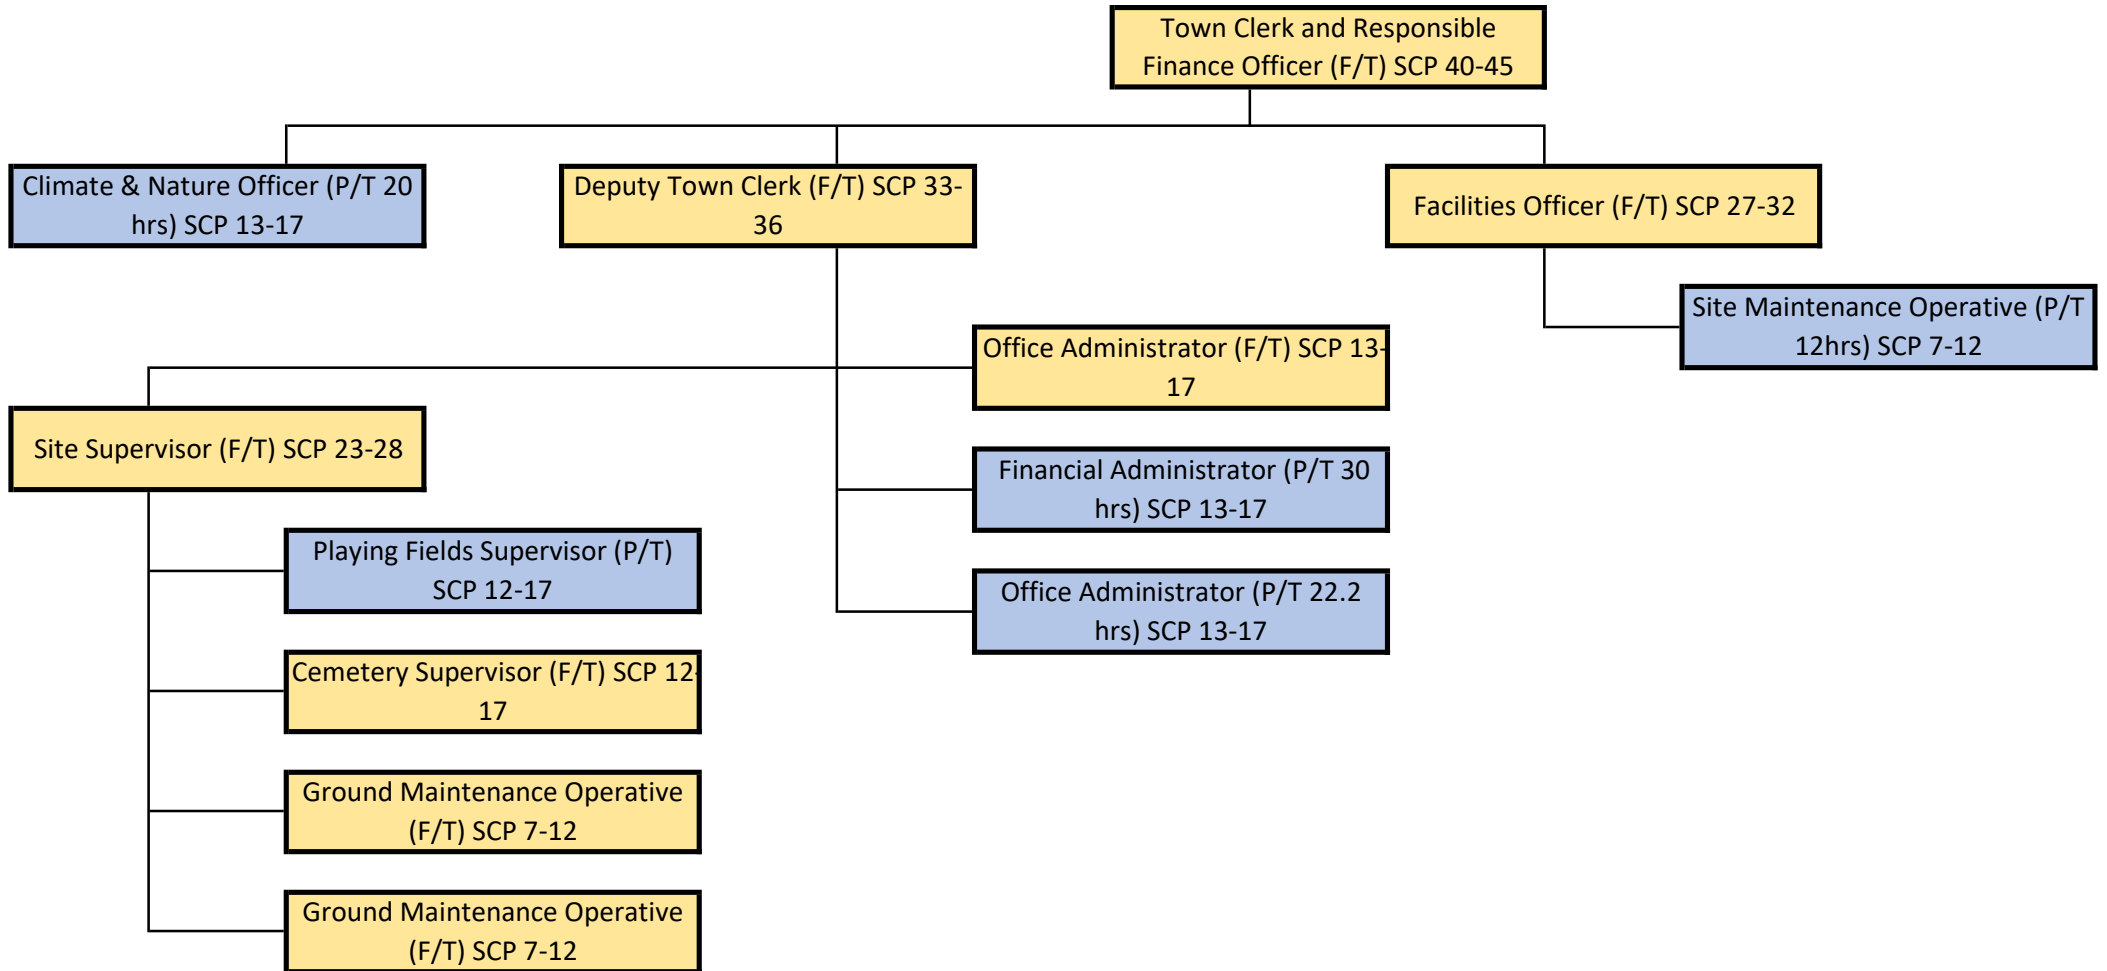 Town Clerk and Responsible
Finance Officer (F/T) SCP 40-45
Climate & Nature Officer (P/T 20
hrs) SCP 13-17
Deputy Town Clerk (F/T) SCP 33-
36
Facilities Officer (F/T) SCP 27-32
Site Maintenance Operative (P/T
12hrs) SCP 7-12
Office Administrator (F/T) SCP 13-
17
Site Supervisor (F/T) SCP 23-28
Financial Administrator (P/T 30
hrs) SCP 13-17
Playing Fields Supervisor (P/T)
SCP 12-17
Office Administrator (P/T 22.2
hrs) SCP 13-17
Cemetery Supervisor (F/T) SCP 12-
17
Ground Maintenance Operative
(F/T) SCP 7-12
Ground Maintenance Operative
(F/T) SCP 7-12